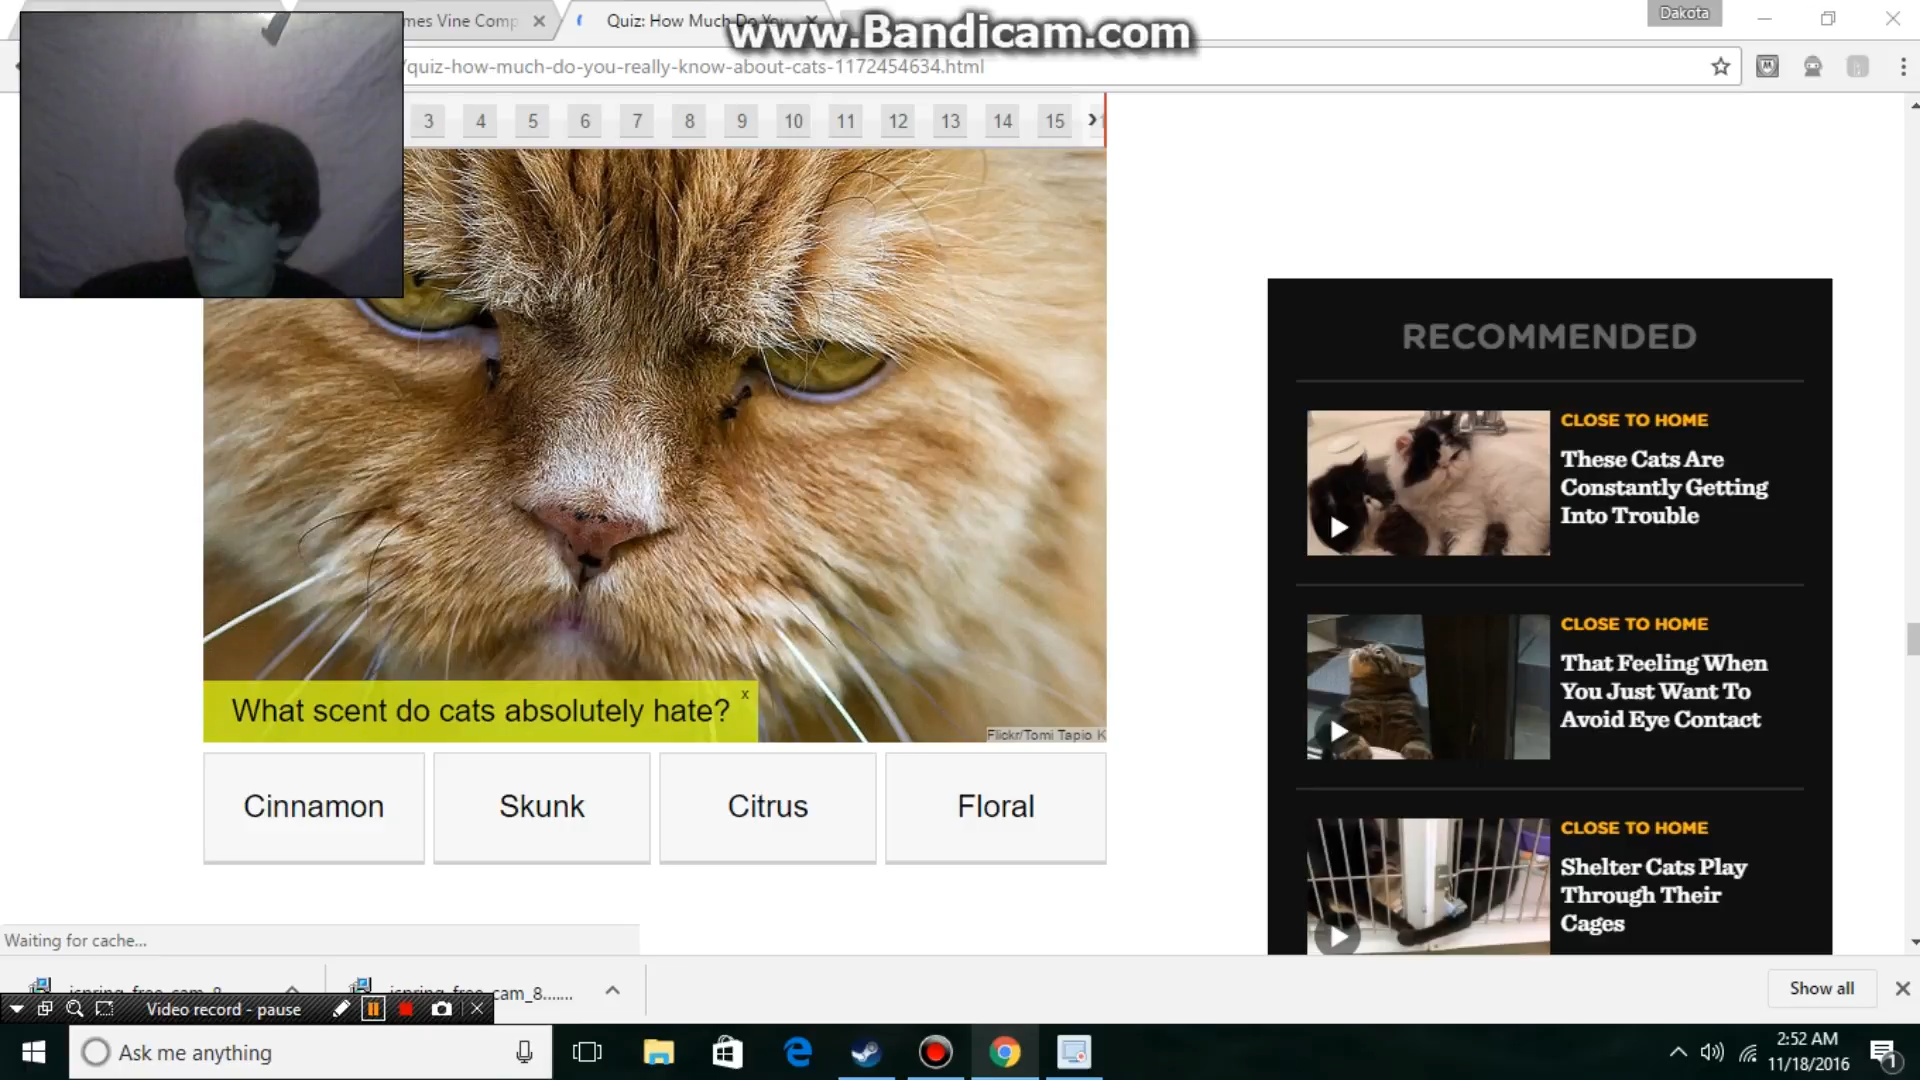 mes Vine Comp
Quiz: How Much Do Yo
www.Bandicam.com
Dakota
/quiz-how-much-do-you-really-know-about-cats-1172454634.html
3 4 5 6 7 8 9 10 11 12 13 14 15
What scent do cats absolutely hate?
x
Flickr/Tomi Tapio K
Cinnamon
Skunk
Citrus
Floral
RECOMMENDED
CLOSE TO HOME
These Cats Are
Constantly Getting
Into Trouble
CLOSE TO HOME
That Feeling When
You Just Want To
Avoid Eye Contact
CLOSE TO HOME
Shelter Cats Play
Through Their
Cages
Waiting for cache...
ispring_free_cam_8......
Show all
Video record - pause
Ask me anything
2:52 AM
11/18/2016
1